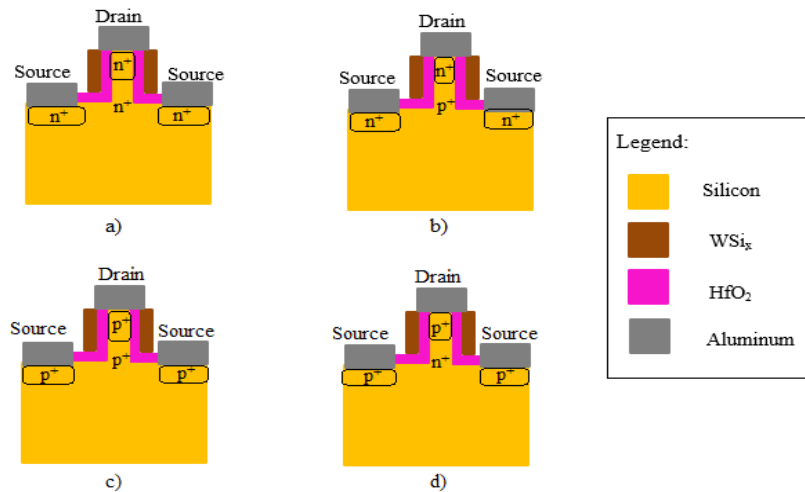 Drain
Source
Source
n⁺
n⁺
n⁺
n⁺
a)
Drain
Source
Source
n⁺
p⁺
n⁺
n⁺
b)
Drain
Source
Source
p⁺
p⁺
p⁺
p⁺
c)
Drain
Source
Source
p⁺
n⁺
p⁺
p⁺
d)
Legend:
Silicon
WSiₓ
HfO₂
Aluminum